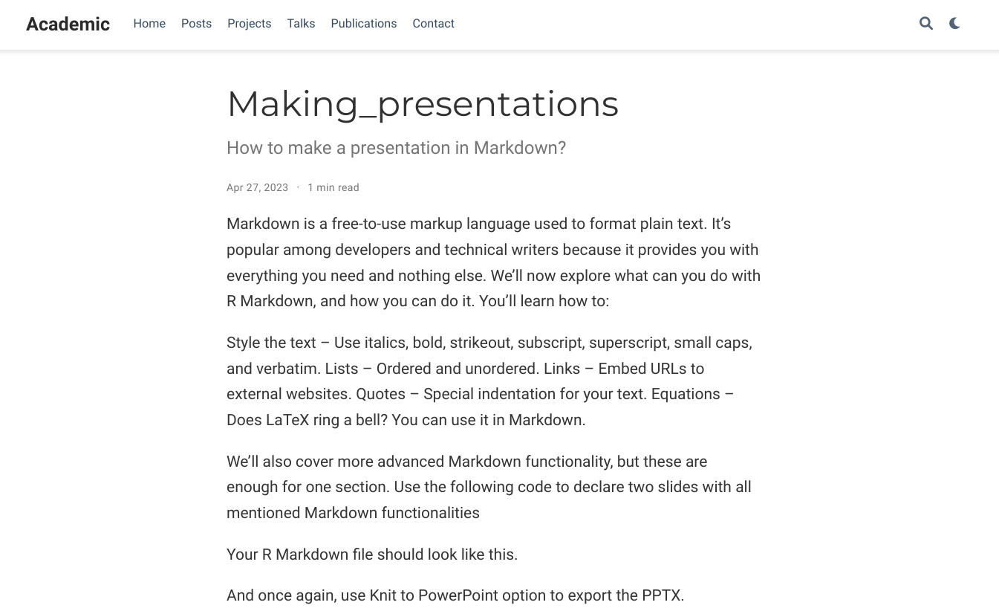 Academic Home Posts Projects Talks Publications Contact
Making_presentations
How to make a presentation in Markdown?
Apr 27, 2023 · 1 min read
Markdown is a free-to-use markup language used to format plain text. It’s
popular among developers and technical writers because it provides you with
everything you need and nothing else. We’ll now explore what can you do with
R Markdown, and how you can do it. You’ll learn how to:
Style the text – Use italics, bold, strikeout, subscript, superscript, small caps,
and verbatim. Lists – Ordered and unordered. Links – Embed URLs to
external websites. Quotes – Special indentation for your text. Equations –
Does LaTeX ring a bell? You can use it in Markdown.
We’ll also cover more advanced Markdown functionality, but these are
enough for one section. Use the following code to declare two slides with all
mentioned Markdown functionalities
Your R Markdown file should look like this.
And once again, use Knit to PowerPoint option to export the PPTX.